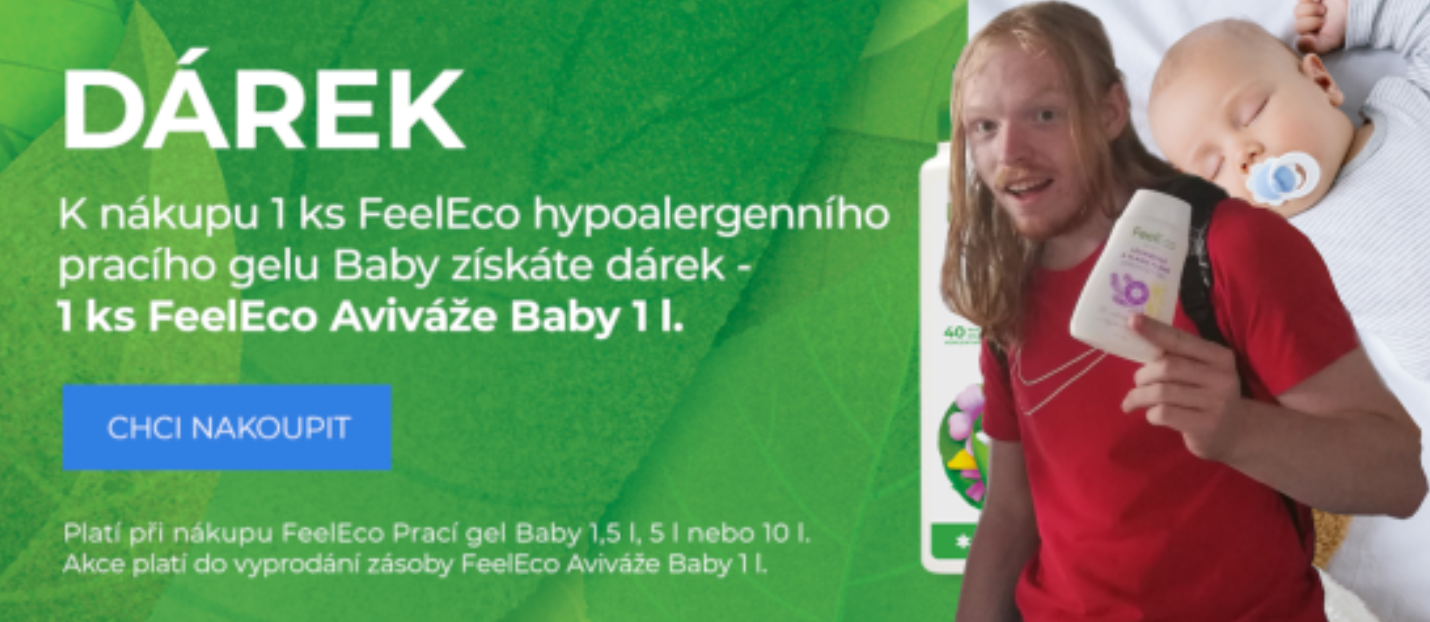 DÁREK
K nákupu 1 ks FeelEco hypoalergenního
pracího gelu Baby získáte dárek -
1 ks FeelEco Aviváže Baby 1 l.
CHCI NAKOUPIT
Platí při nákupu FeelEco Prací gel Baby 1,5 l, 5 l nebo 10 l.
Akce platí do vyprodání zásoby FeelEco Aviváže Baby 1 l.
40
FeelEco